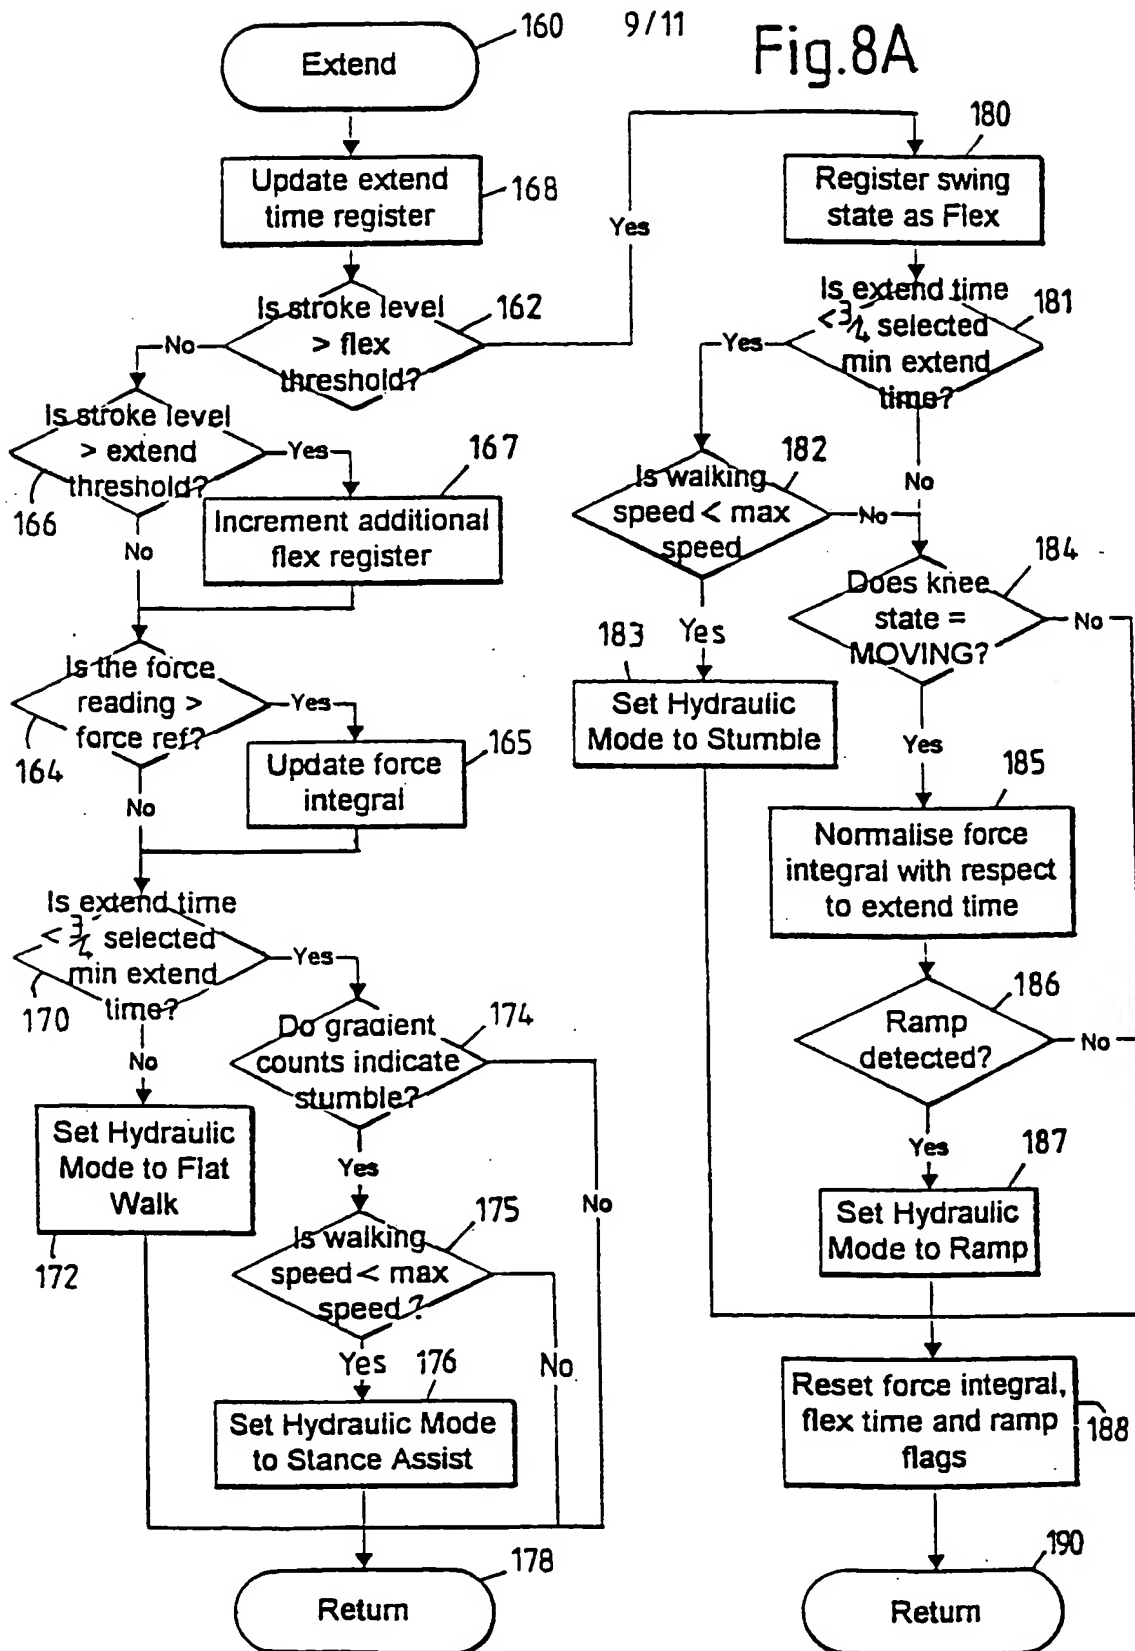 160
9/11
Fig.8A
Extend
Update extend
time register
168
Is stroke level
> flex
threshold?
162
No
Yes
Is stroke level
> extend
threshold?
166
Yes
No
167
Increment additional
flex register
Is the force
reading >
force ref?
164
Yes
No
165
Update force
integral
Is extend time
< 3/4 selected
min extend
time?
170
Yes
No
Set Hydraulic
Mode to Flat
Walk
172
Do gradient
counts indicate
stumble?
174
Yes
No
Is walking
speed < max
speed ?
175
Yes
No
176
Set Hydraulic Mode
to Stance Assist
178
Return
180
Register swing
state as Flex
Is extend time
< 3/4 selected
min extend
time?
181
Yes
No
Is walking
speed < max
speed
182
No
Yes
183
Set Hydraulic
Mode to Stumble
Does knee
state =
MOVING?
184
No
Yes
185
Normalise force
integral with respect
to extend time
186
Ramp
detected?
No
Yes
187
Set Hydraulic
Mode to Ramp
Reset force integral,
flex time and ramp
flags
188
190
Return